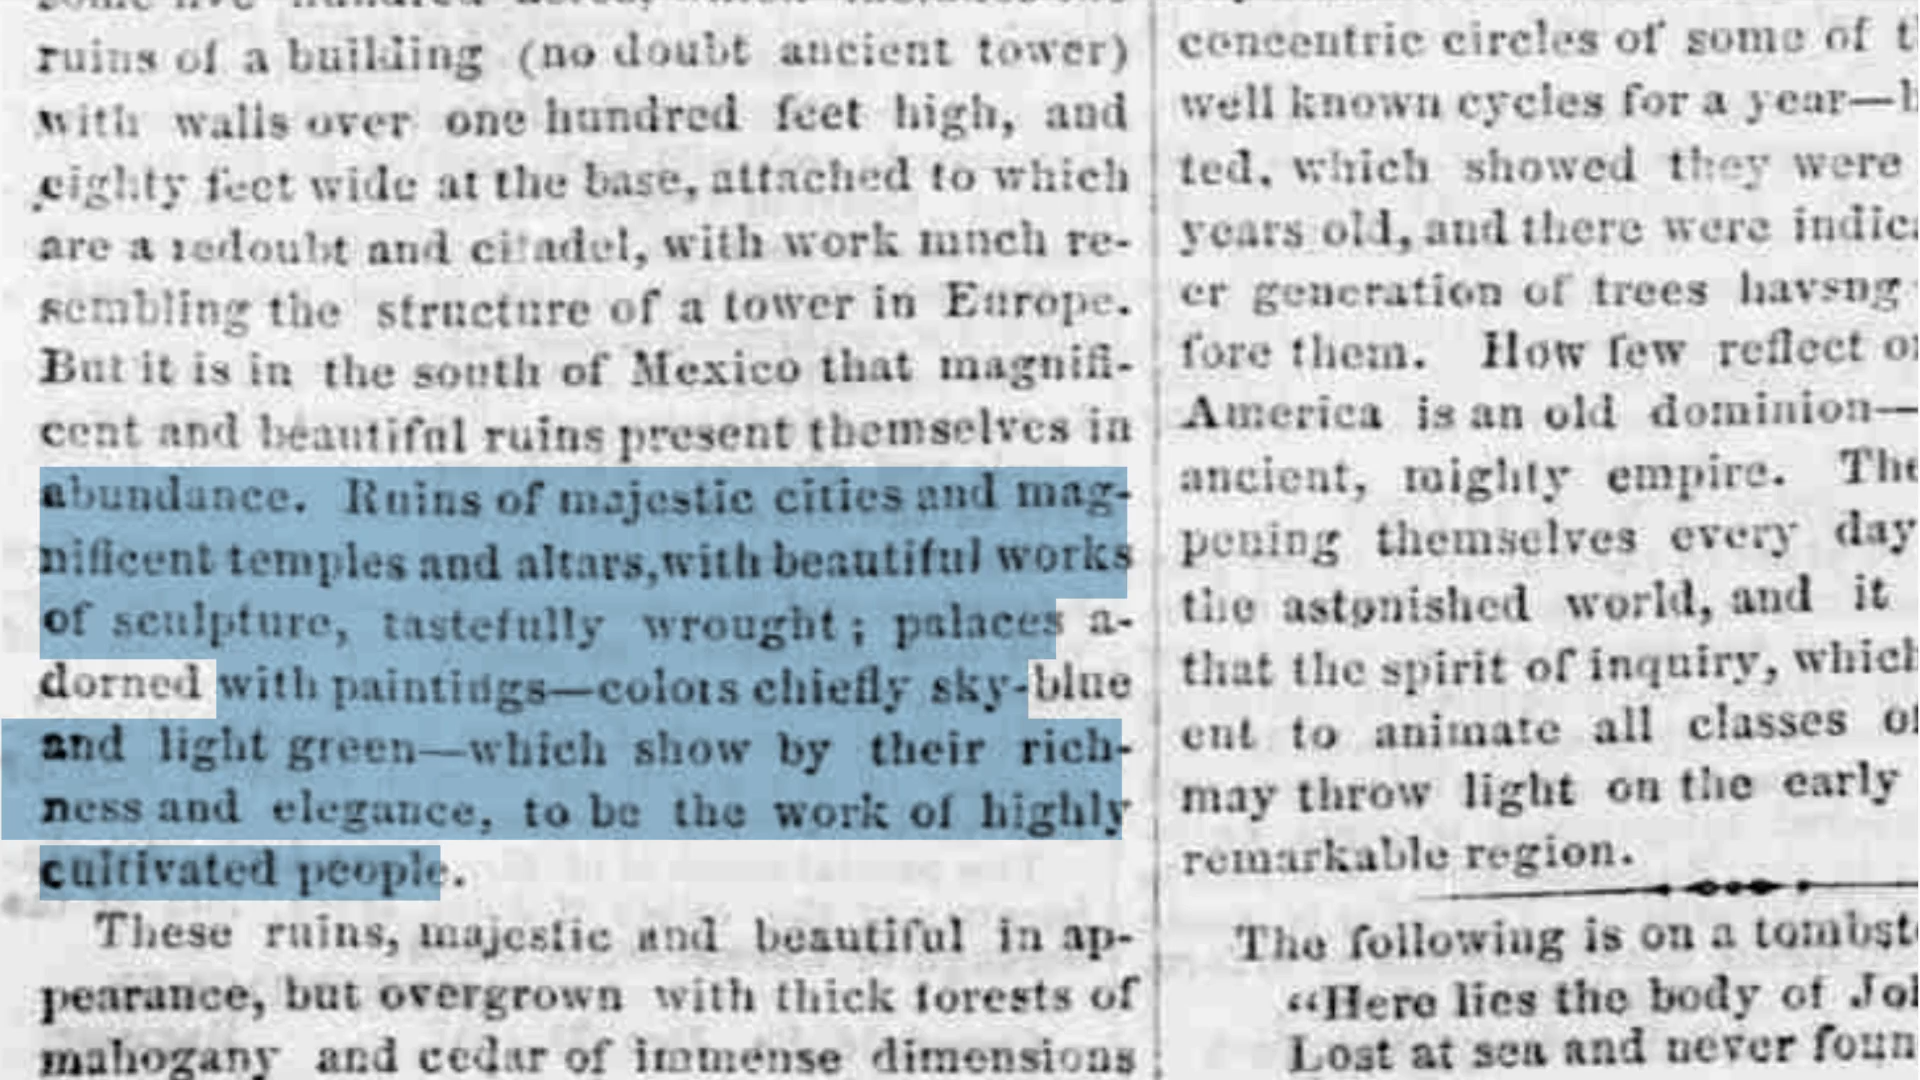 ruins of a building (no doubt ancient tower)
with walls over one hundred feet high, and
eighty feet wide at the base, attached to which
are a redoubt and citadel, with work mnch re-
sembling the structure of a tower in Europe.
But it is in the south of Mexico that magnifi-
cent and beautiful ruins present themselves in
abundance. Ruins of majestic cities and mag-
nificent temples and altars, with beautiful works
of sculpture, tastefully wrought; palaces a-
dorned with paintings—colors chiefly sky-blue
and light green—which show by their rich-
ness and elegance, to be the work of highly
cultivated people.
These ruins, majestic and beautiful in ap-
pearance, but overgrown with thick forests of
mahogany and cedar of immense dimensions
concentric circles of some of
well known cycles for a year—
ted, which showed they were
years old, and there were
er generation of trees havsng
fore them. How few reflect
America is an old dominion—
ancient, mighty empire.
pening themselves every day
the astonished world, and it
that the spirit of inquiry,
ent to animate all classes
may throw light on the early
remarkable region.
The following is on a
"Here lies the body of
Lost at sea and never